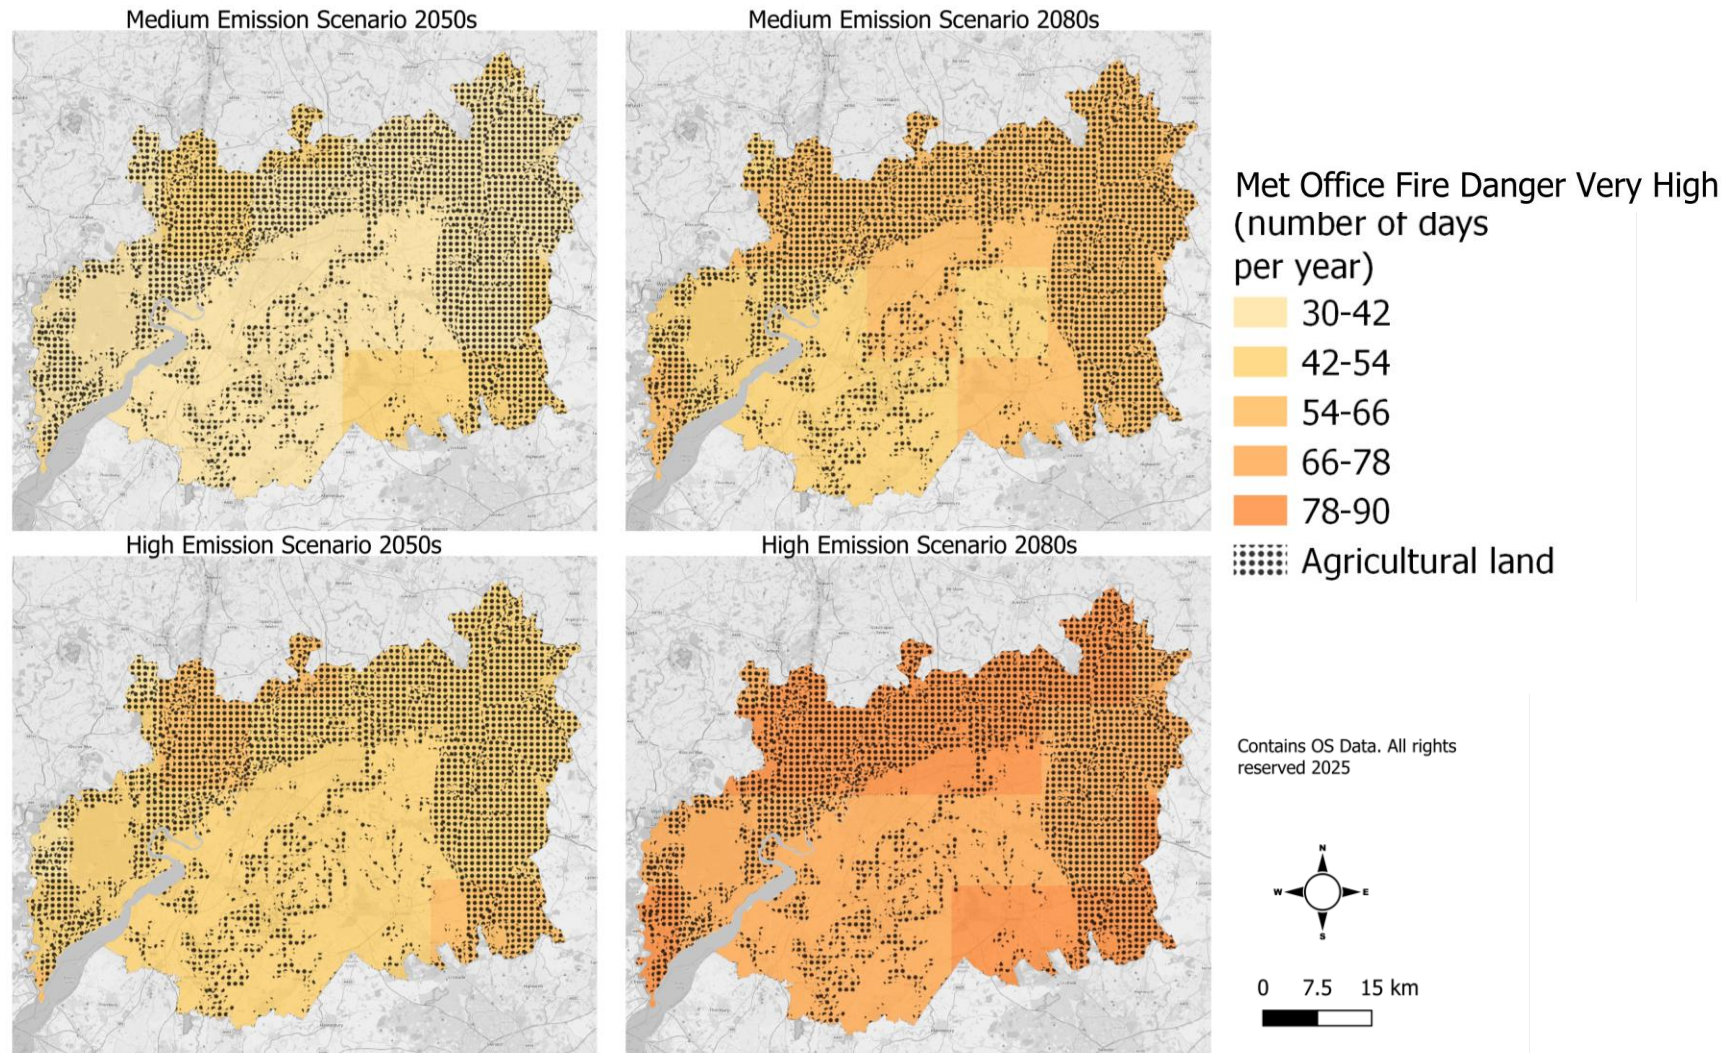 Medium Emission Scenario 2050s
Medium Emission Scenario 2080s
High Emission Scenario 2050s
High Emission Scenario 2080s
Met Office Fire Danger Very High
(number of days
per year)
30-42
42-54
54-66
66-78
78-90
Agricultural land
Contains OS Data. All rights
reserved 2025
N
W E
S
0 7.5 15 km